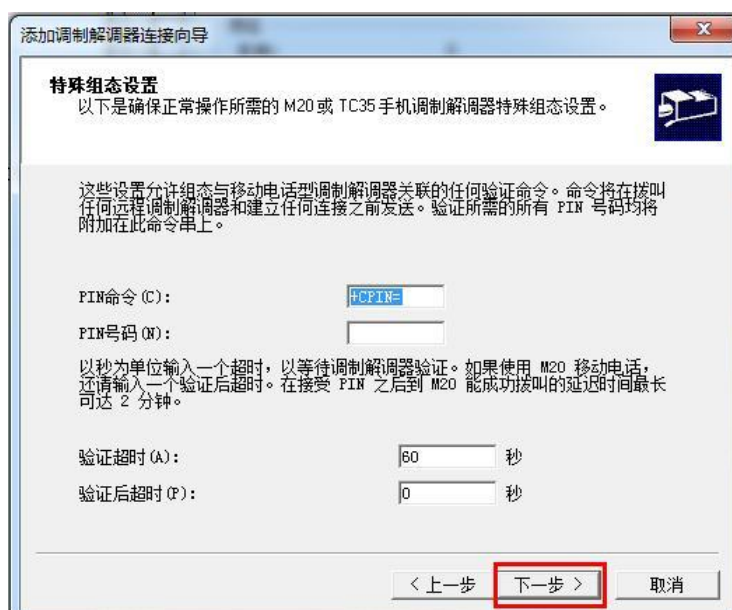 添加调制解调器连接向导
特殊组态设置
以下是确保正常操作所需的 M20 或 TC35 手机调制解调器特殊组态设置。
这些设置允许组态与移动电话型调制解调器关联的任何验证命令。命令将在拨叫
任何远程调制解调器和建立任何连接之前发送。验证所需的所有 PIN 号码均将
附加在此命令串上。
PIN命令(C):
+CPIN=
PIN号码(N):
以秒为单位输入一个超时，以等待调制解调器验证。如果使用 M20 移动电话，
还请输入一个验证后超时。在接受 PIN 之后到 M20 能成功拨叫的延迟时间最长
可达 2 分钟。
验证超时(A):
60
秒
验证后超时(P):
0
秒
< 上一步
下一步 >
取消